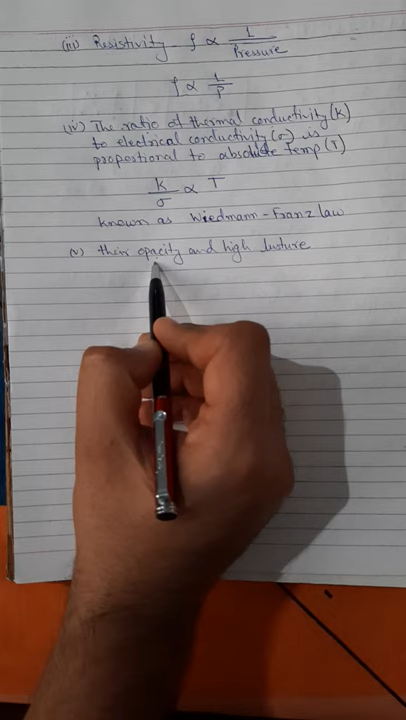 (iii) Resistivity ρ ∝ 1/Pressure
ρ ∝ 1/P
(iv) The ratio of thermal conductivity (K)
to electrical conductivity (σ) is
propostional to absolute temp (T)
K/σ ∝ T
known as Wiedmann-Franz law
(v) their opacity and high lusture